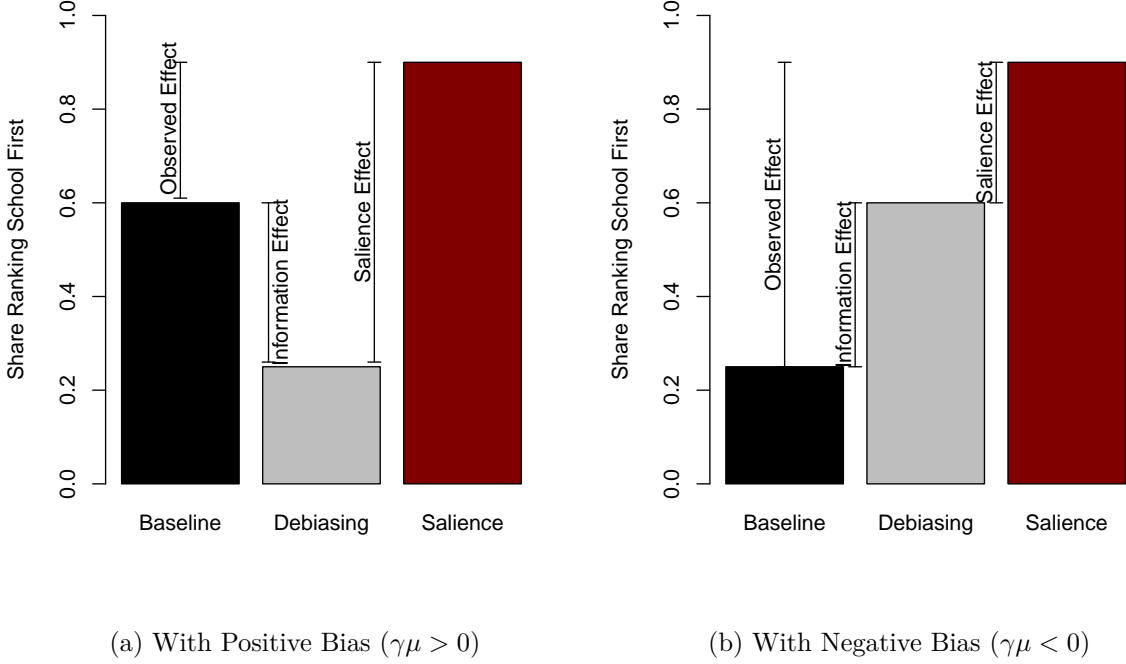 Share Ranking School First
1.0
0.8
0.6
0.4
0.2
0.0
Observed Effect
Information Effect
Salience Effect
Baseline Debiasing Salience
(a) With Positive Bias (γμ > 0)
Share Ranking School First
1.0
0.8
0.6
0.4
0.2
0.0
Observed Effect
Information Effect
Salience Effect
Baseline Debiasing Salience
(b) With Negative Bias (γμ < 0)